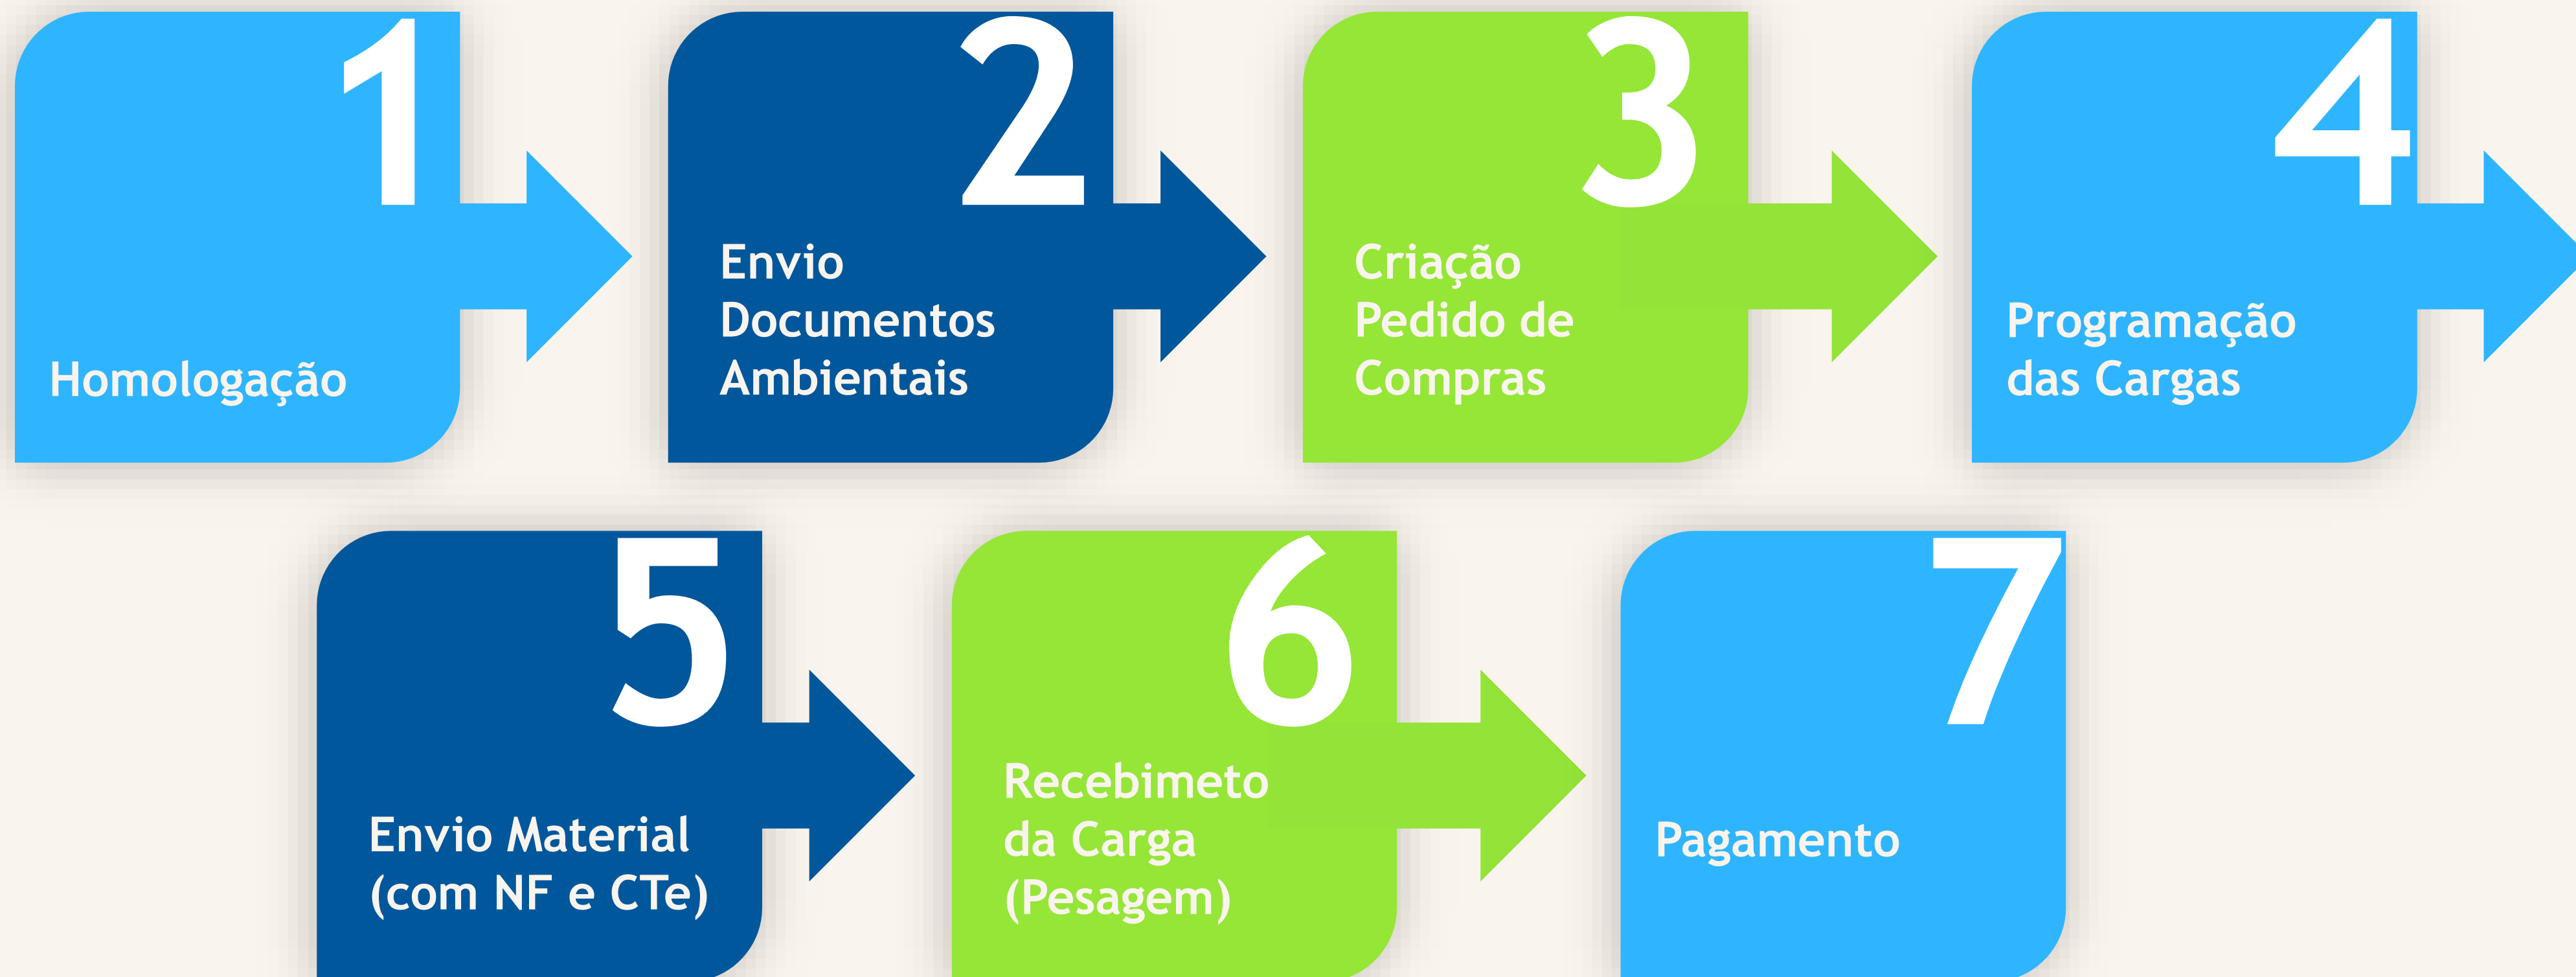 1
Homologação
2
Envio
Documentos
Ambientais
3
Criação
Pedido de
Compras
4
Programação
das Cargas
5
Envio Material
(com NF e CTe)
6
Recebimeto
da Carga
(Pesagem)
7
Pagamento